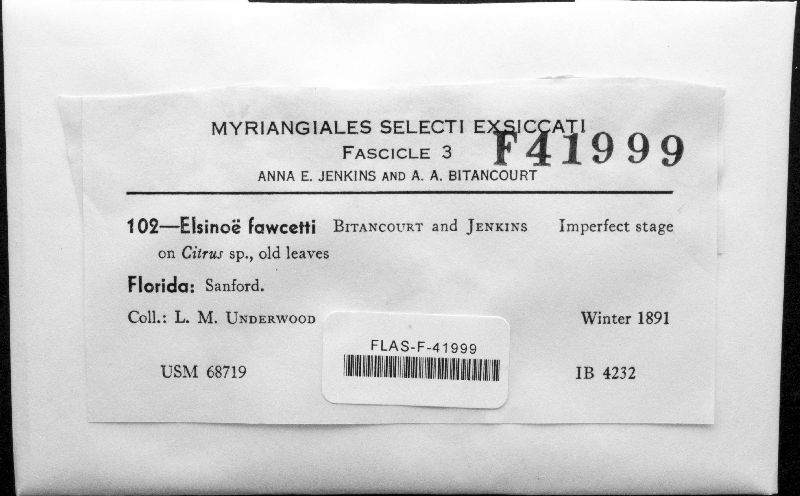 MYRIANGIALES SELECTI EXSICCATI
FASCICLE 3
F41999
ANNA E. JENKINS AND A. A. BITANCOURT
102—Elsinoë fawcetti BITANCOURT and JENKINS Imperfect stage
on Citrus sp., old leaves
Florida: Sanford.
Coll.: L. M. UNDERWOOD Winter 1891
FLAS-F-41999
USM 68719 IB 4232